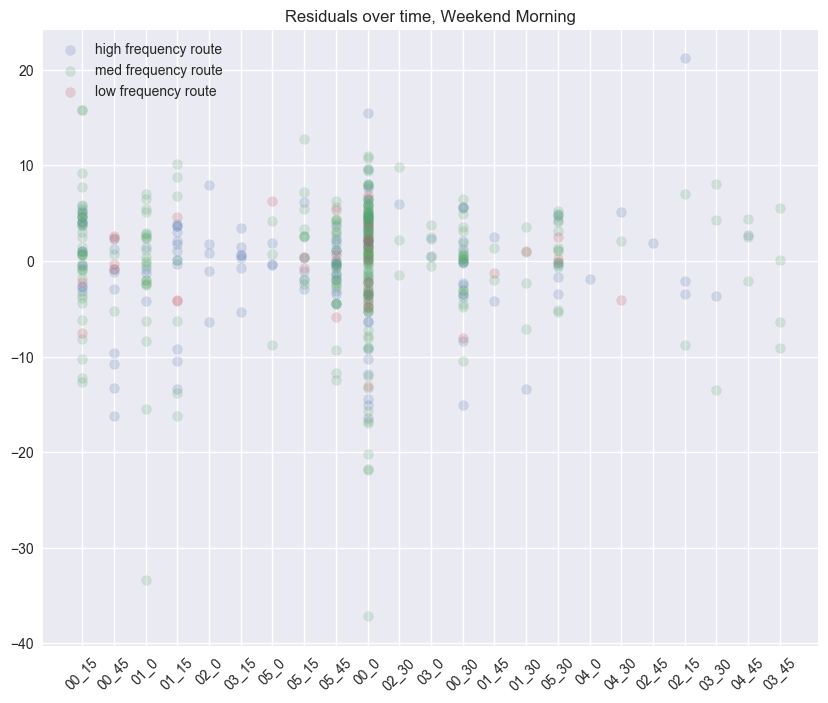 Residuals over time, Weekend Morning
high frequency route
med frequency route
low frequency route
20
10
0
−10
−20
−30
−40
00_15 00_45 01_0 01_15 02_0 03_15 05_0 05_15 05_45 00_0 02_30 03_0 00_30 01_45 01_30 05_30 04_0 04_30 02_45 02_15 03_30 04_45 03_45